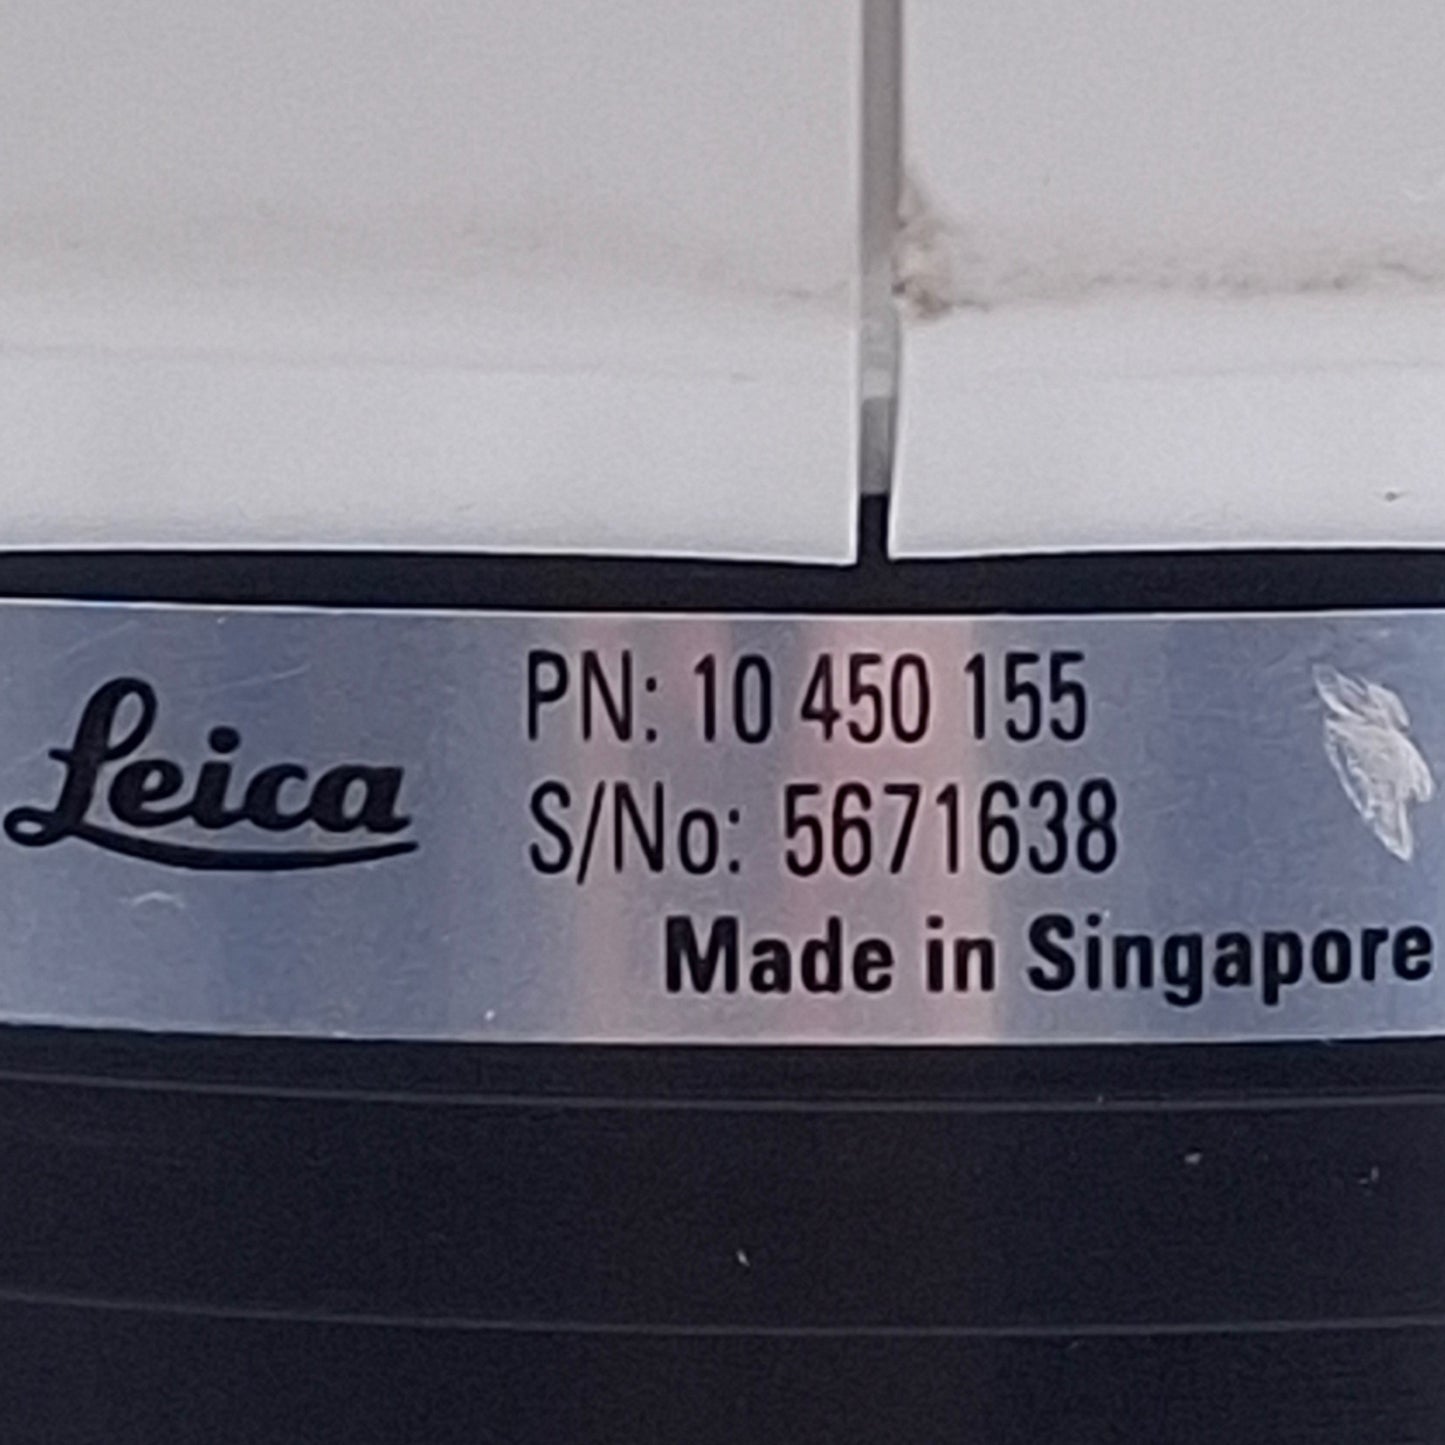 Leica
PN: 10 450 155
S/No: 5671638
Made in Singapore